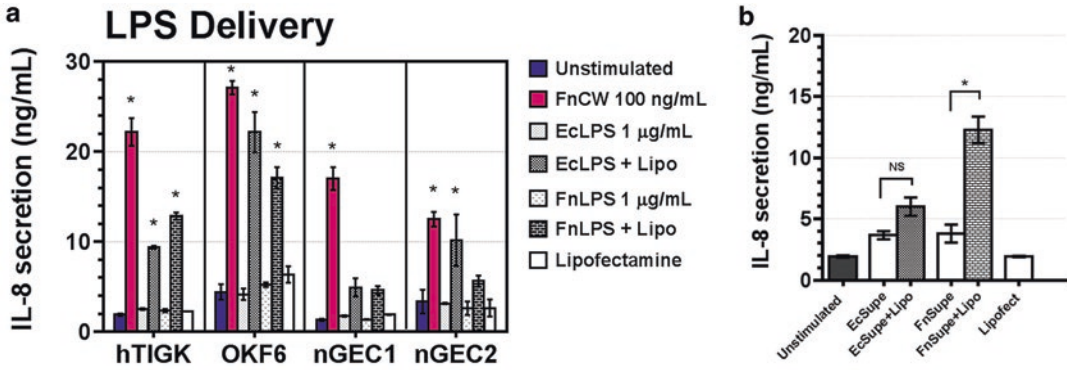 a
LPS Delivery
IL-8 secretion (ng/mL)
30
20
10
0
* * * * * * * * *
hTIGK OKF6 nGEC1 nGEC2
Unstimulated
FnCW 100 ng/mL
EcLPS 1 µg/mL
EcLPS + Lipo
FnLPS 1 µg/mL
FnLPS + Lipo
Lipofectamine
b
IL-8 secretion (ng/mL)
20
15
10
5
0
NS
*
Unstimulated
EcSupe
EcSupe+Lipo
FnSupe
FnSupe+Lipo
Lipofect